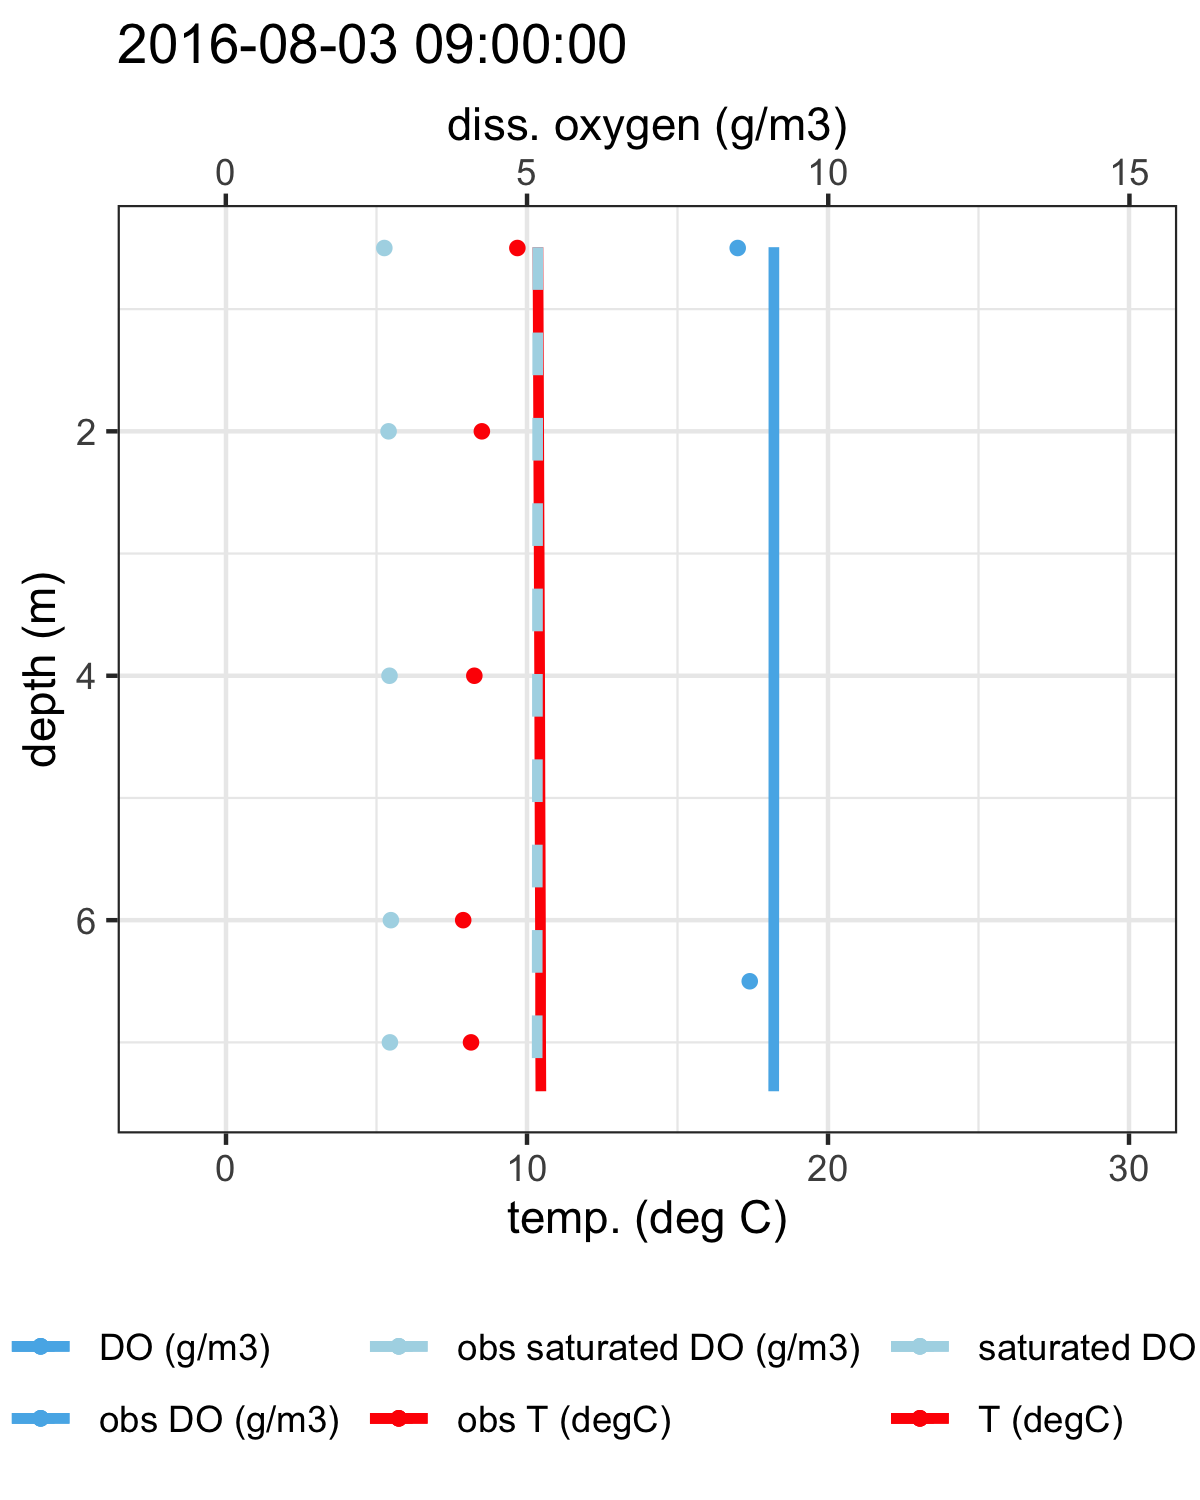 2016-08-03 09:00:00
diss. oxygen (g/m3)
0 5 10 15
depth (m)
2
4
6
0 10 20 30
temp. (deg C)
DO (g/m3) obs saturated DO (g/m3) saturated DO
obs DO (g/m3) obs T (degC) T (degC)